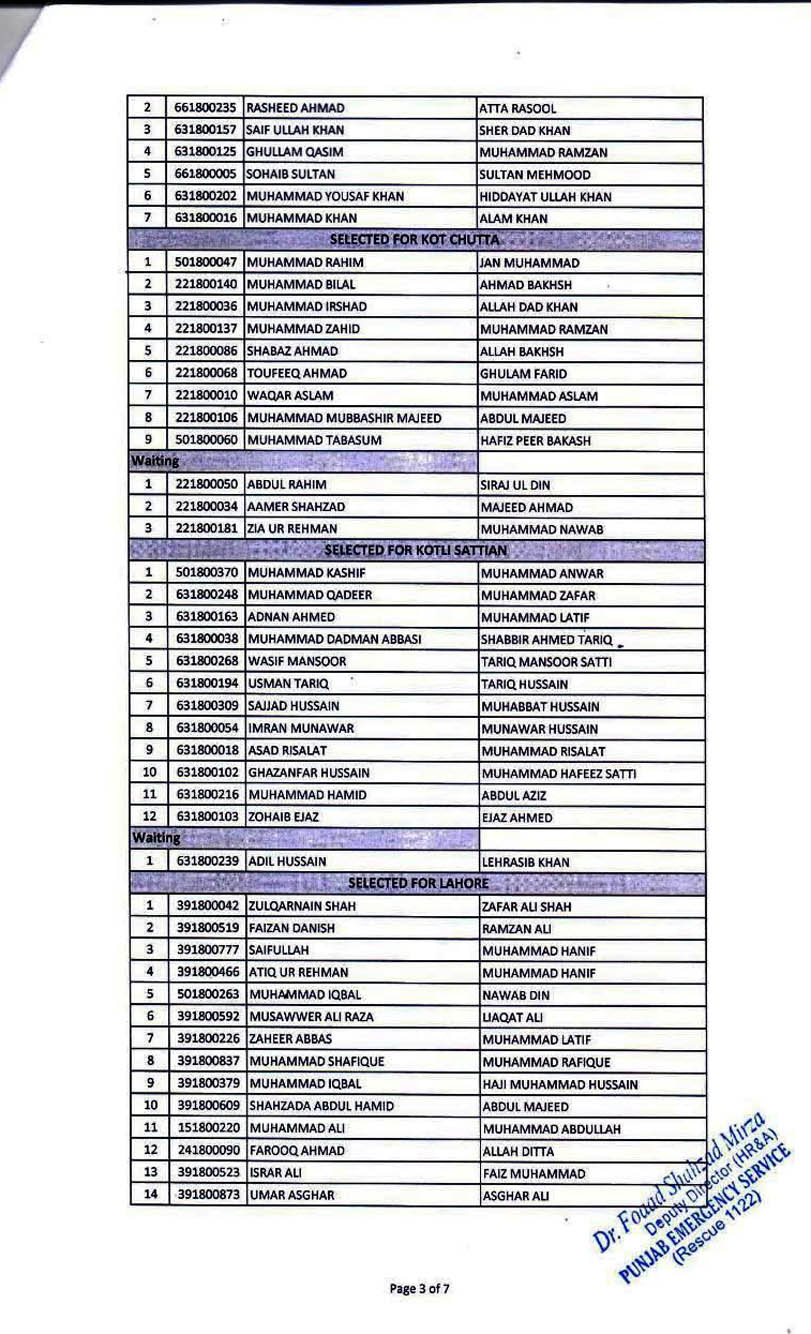 2 661800235 RASHEED AHMAD ATTA RASOOL
3 631800157 SAIF ULLAH KHAN SHER DAD KHAN
4 631800125 GHULLAM QASIM MUHAMMAD RAMZAN
5 661800005 SOHAIB SULTAN SULTAN MEHMOOD
6 631800202 MUHAMMAD YOUSAF KHAN HIDDAYAT ULLAH KHAN
7 631800016 MUHAMMAD KHAN ALAM KHAN
SELECTED FOR KOT CHUTTA
1 501800047 MUHAMMAD RAHIM JAN MUHAMMAD
2 221800140 MUHAMMAD BILAL AHMAD BAKHSH
3 221800036 MUHAMMAD IRSHAD ALLAH DAD KHAN
4 221800137 MUHAMMAD ZAHID MUHAMMAD RAMZAN
5 221800086 SHABAZ AHMAD ALLAH BAKHSH
6 221800068 TOUFEEQ AHMAD GHULAM FARID
7 221800010 WAQAR ASLAM MUHAMMAD ASLAM
8 221800106 MUHAMMAD MUBBASHIR MAJEED ABDUL MAJEED
9 501800060 MUHAMMAD TABASUM HAFIZ PEER BAKASH
Waiting
1 221800050 ABDUL RAHIM SIRAJ UL DIN
2 221800034 AAMER SHAHZAD MAJEED AHMAD
3 221800181 ZIA UR REHMAN MUHAMMAD NAWAB
SELECTED FOR KOTLI SATTIAN
1 501800370 MUHAMMAD KASHIF MUHAMMAD ANWAR
2 631800248 MUHAMMAD QADEER MUHAMMAD ZAFAR
3 631800163 ADNAN AHMED MUHAMMAD LATIF
4 631800038 MUHAMMAD DADMAN ABBASI SHABBIR AHMED TARIQ
5 631800268 WASIF MANSOOR TARIQ MANSOOR SATTI
6 631800194 USMAN TARIQ TARIQ HUSSAIN
7 631800309 SAJJAD HUSSAIN MUHABBAT HUSSAIN
8 631800054 IMRAN MUNAWAR MUNAWAR HUSSAIN
9 631800018 ASAD RISALAT MUHAMMAD RISALAT
10 631800102 GHAZANFAR HUSSAIN MUHAMMAD HAFEEZ SATTI
11 631800216 MUHAMMAD HAMID ABDUL AZIZ
12 631800103 ZOHAIB EJAZ EJAZ AHMED
Waiting
1 631800239 ADIL HUSSAIN LEHRASIB KHAN
SELECTED FOR LAHORE
1 391800042 ZULQARNAIN SHAH ZAFAR ALI SHAH
2 391800519 FAIZAN DANISH RAMZAN ALI
3 391800777 SAIFULLAH MUHAMMAD HANIF
4 391800466 ATIQ UR REHMAN MUHAMMAD HANIF
5 501800263 MUHAMMAD IQBAL NAWAB DIN
6 391800592 MUSAWWER ALI RAZA LIAQAT ALI
7 391800226 ZAHEER ABBAS MUHAMMAD LATIF
8 391800837 MUHAMMAD SHAFIQUE MUHAMMAD RAFIQUE
9 391800379 MUHAMMAD IQBAL HAJI MUHAMMAD HUSSAIN
10 391800609 SHAHZADA ABDUL HAMID ABDUL MAJEED
11 151800220 MUHAMMAD ALI MUHAMMAD ABDULLAH
12 241800090 FAROOQ AHMAD ALLAH DITTA
13 391800523 ISRAR ALI FAIZ MUHAMMAD
14 391800873 UMAR ASGHAR ASGHAR ALI
Dr. Fouad Shahzad Mirza
Deputy Director (HR&A)
PUNJAB EMERGENCY SERVICE
(Rescue 1122)
Page 3 of 7